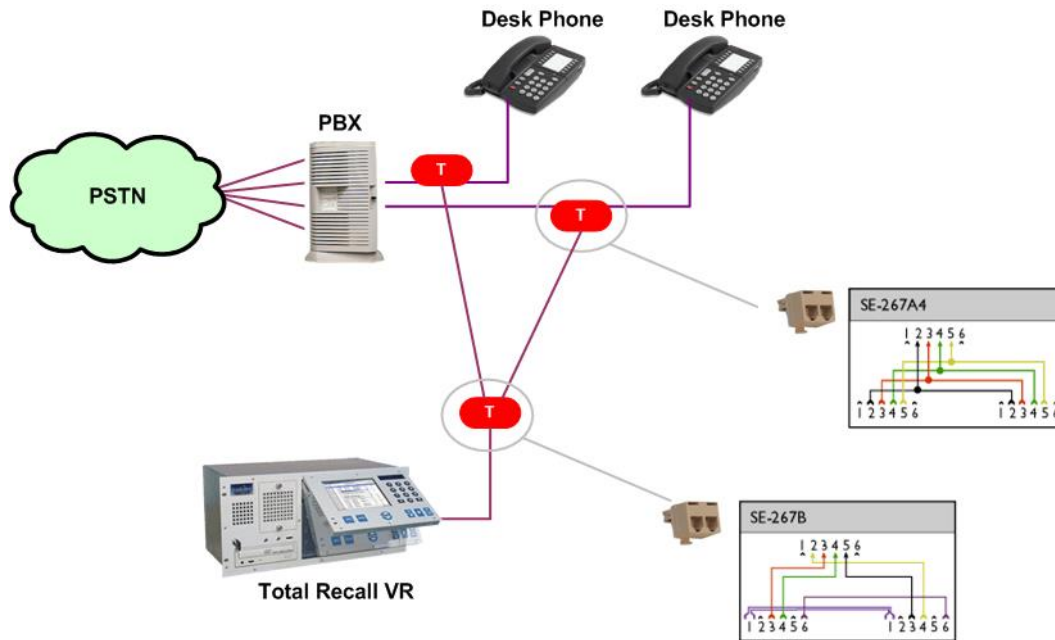 Desk Phone
Desk Phone
PBX
PSTN
T
T
T
SE-267A4
1 2 3 4 5 6
1 2 3 4 5 6
1 2 3 4 5 6
SE-267B
1 2 3 4 5 6
1 2 3 4 5 6
1 2 3 4 5 6
Total Recall VR